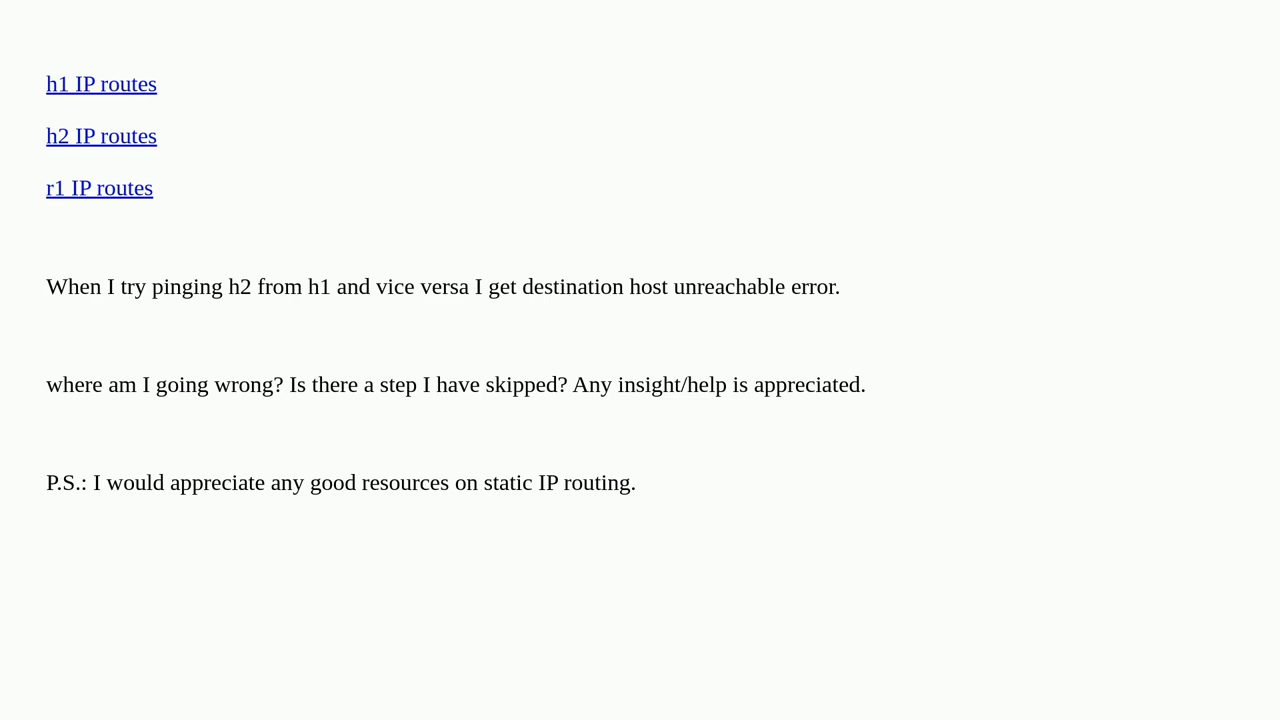 h1 IP routes
h2 IP routes
r1 IP routes
When I try pinging h2 from h1 and vice versa I get destination host unreachable error.
where am I going wrong? Is there a step I have skipped? Any insight/help is appreciated.
P.S.: I would appreciate any good resources on static IP routing.